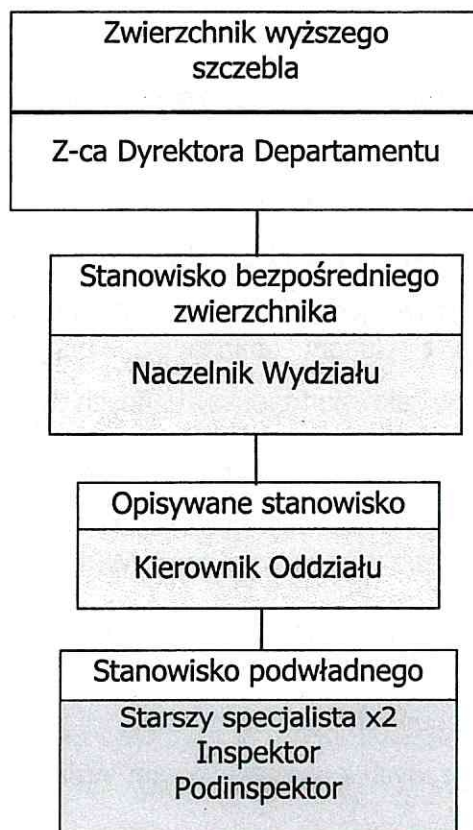 Zwierzchnik wyższego
szczebla
Z-ca Dyrektora Departamentu
Stanowisko bezpośredniego
zwierzchnika
Naczelnik Wydziału
Opisywane stanowisko
Kierownik Oddziału
Stanowisko podwładnego
Starszy specjalista x2
Inspektor
Podinspektor